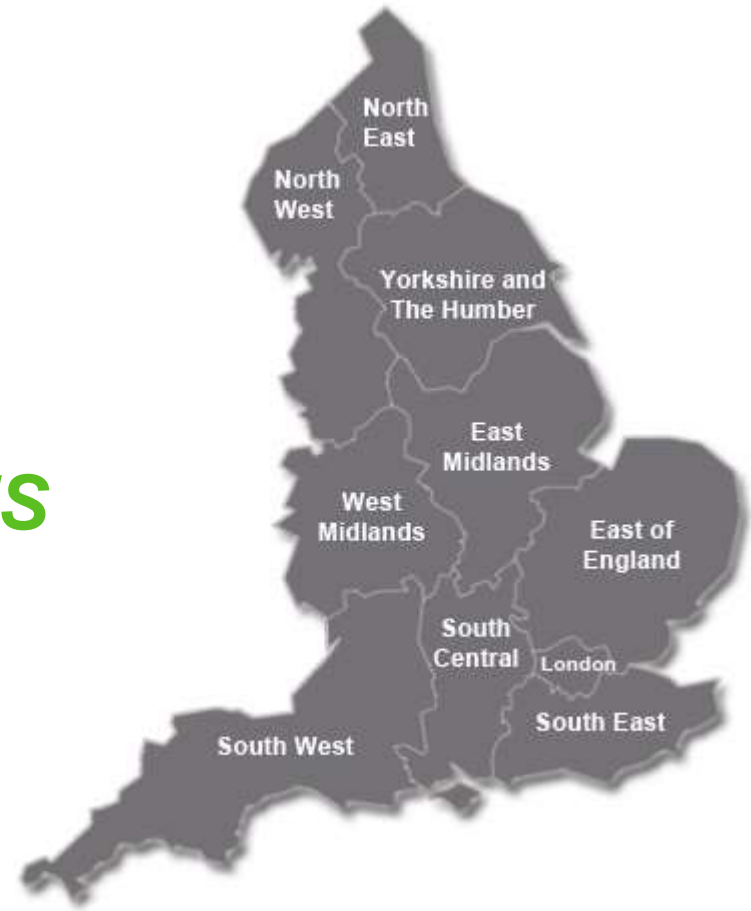 North
East
North
West
Yorkshire and
The Humber
East
Midlands
West
Midlands
East of
England
South
Central
London
South East
South West